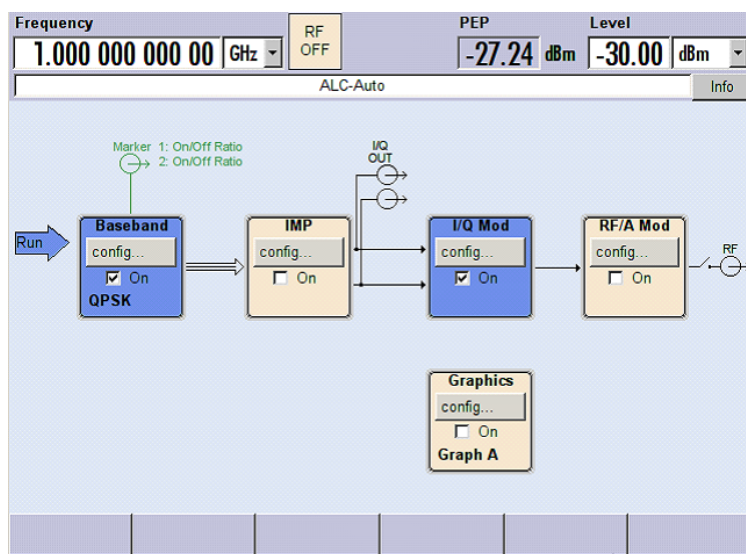 Frequency
RF
OFF
PEP
Level
1.000 000 000 00 GHz
-27.24 dBm
-30.00 dBm
ALC-Auto
Info
Marker 1: On/Off Ratio
2: On/Off Ratio
I/Q
OUT
Run
Baseband
config...
On
QPSK
IMP
config...
On
I/Q Mod
config...
On
RF/A Mod
config...
On
RF
Graphics
config...
On
Graph A